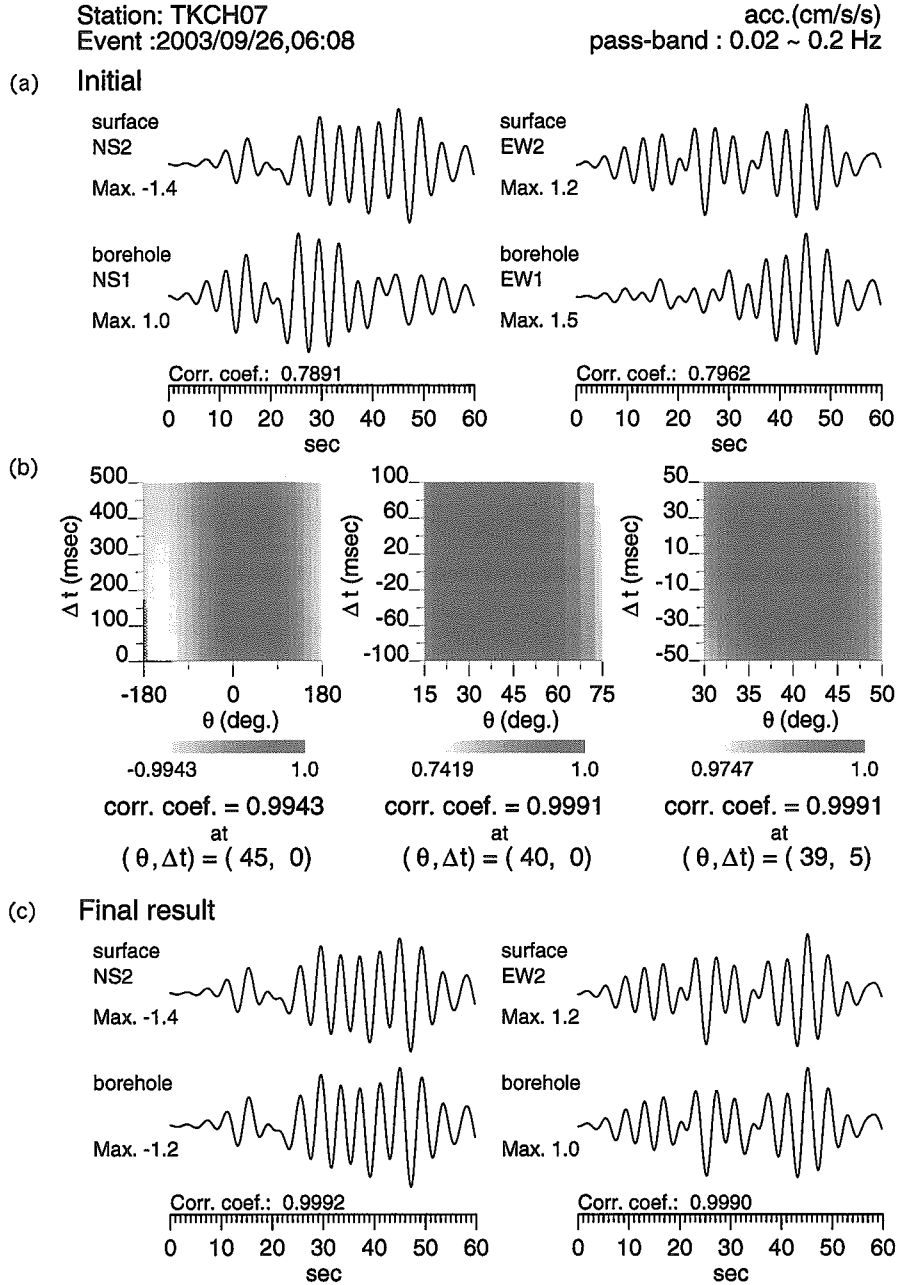 Station: TKCH07
acc.(cm/s/s)
Event :2003/09/26,06:08
pass-band : 0.02 ~ 0.2 Hz
(a) Initial
surface
NS2
Max. -1.4
surface
EW2
Max. 1.2
borehole
NS1
Max. 1.0
borehole
EW1
Max. 1.5
Corr. coef.: 0.7891
0 10 20 30 40 50 60
sec
Corr. coef.: 0.7962
0 10 20 30 40 50 60
sec
(b)
500
400
300
200
100
0
Δ t (msec)
-180 0 180
θ (deg.)
-0.9943 1.0
corr. coef. = 0.9943
at
( θ,Δt) = ( 45, 0)
100
60
20
-20
-60
-100
Δ t (msec)
15 30 45 60 75
θ (deg.)
0.7419 1.0
corr. coef. = 0.9991
at
( θ,Δt) = ( 40, 0)
50
30
10
-10
-30
-50
Δ t (msec)
30 35 40 45 50
θ (deg.)
0.9747 1.0
corr. coef. = 0.9991
at
( θ,Δt) = ( 39, 5)
(c) Final result
surface
NS2
Max. -1.4
surface
EW2
Max. 1.2
borehole
Max. -1.2
borehole
Max. 1.0
Corr. coef.: 0.9992
0 10 20 30 40 50 60
sec
Corr. coef.: 0.9990
0 10 20 30 40 50 60
sec